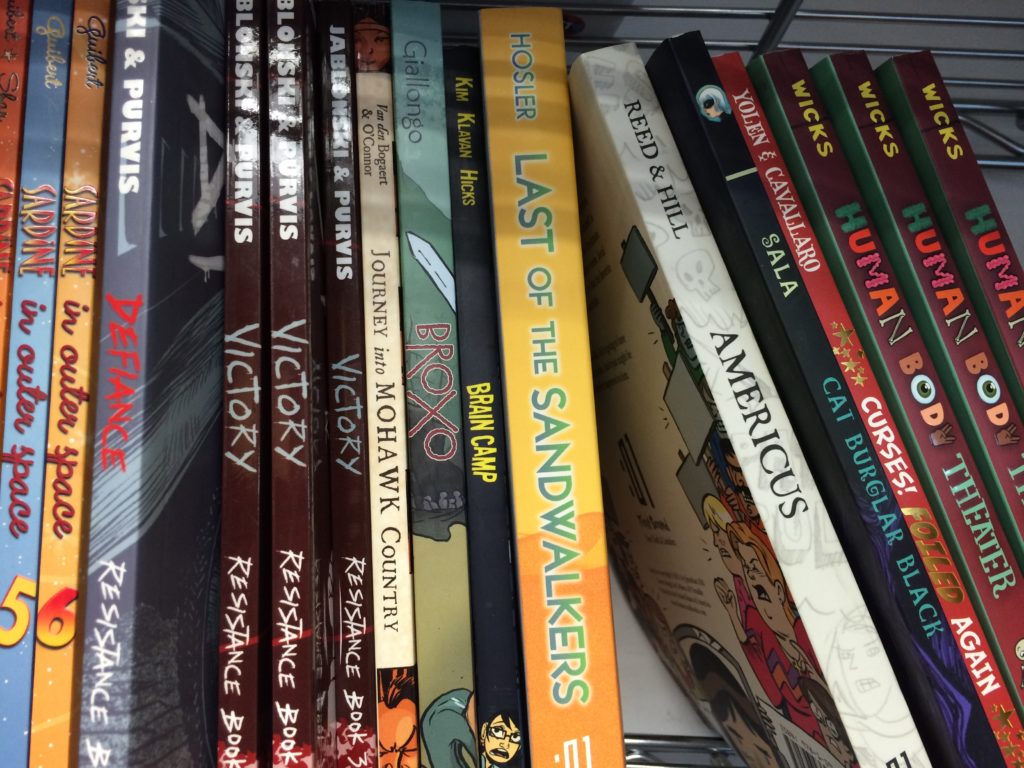 Guibert
SARDINE in outer space 5
Guibert
SARDINE in outer space 6
SKI & PURVIS
DEFIANCE
RESISTANCE B
BLONSKI & PURVIS VICTORY RESISTANCE BOOK
BLONSKI & PURVIS VICTORY RESISTANCE BOOK
JABLONSKI & PURVIS VICTORY RESISTANCE BOOK 3
Van den Bogaert & O'Connor
JOURNEY into MOHAWK COUNTRY
Giallongo BROXO
KIM KLAVAN HICKS BRAIN CAMP
HOSLER LAST OF THE SANDWALKERS
REED & HILL AMERICUS
SALA CAT BURGLAR BLACK
YOLEN & CAVALLARO CURSES! FOILED AGAIN
WICKS HUMAN BODY THEATER
WICKS HUMAN BODY
WICKS HUMA